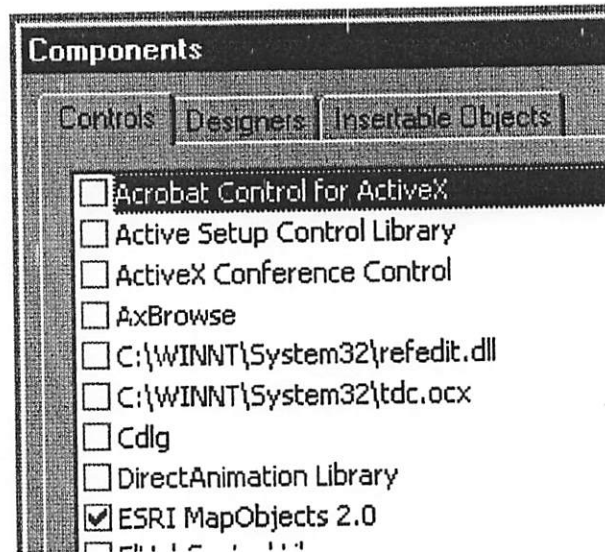 Components
Controls Designers Insertable Objects
Acrobat Control for ActiveX
Active Setup Control Library
ActiveX Conference Control
AxBrowse
C:\WINNT\System32\refedit.dll
C:\WINNT\System32\tdc.ocx
Cdlg
DirectAnimation Library
ESRI MapObjects 2.0